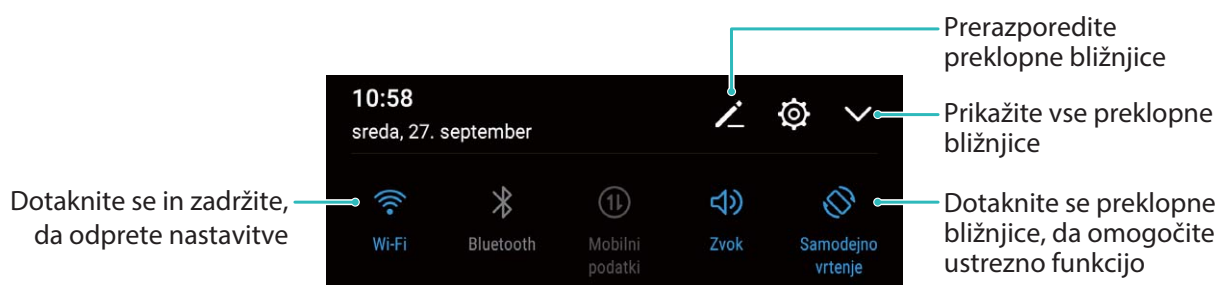 Prerazporedite
preklopne bližnjice
10:58
sreda, 27. september
Prikažite vse preklopne
bližnjice
Dotaknite se in zadržite,
da odprete nastavitve
Wi-Fi
Bluetooth
Mobilni
podatki
Zvok
Samodejno
vrtenje
Dotaknite se preklopne
bližnjice, da omogočite
ustrezno funkcijo